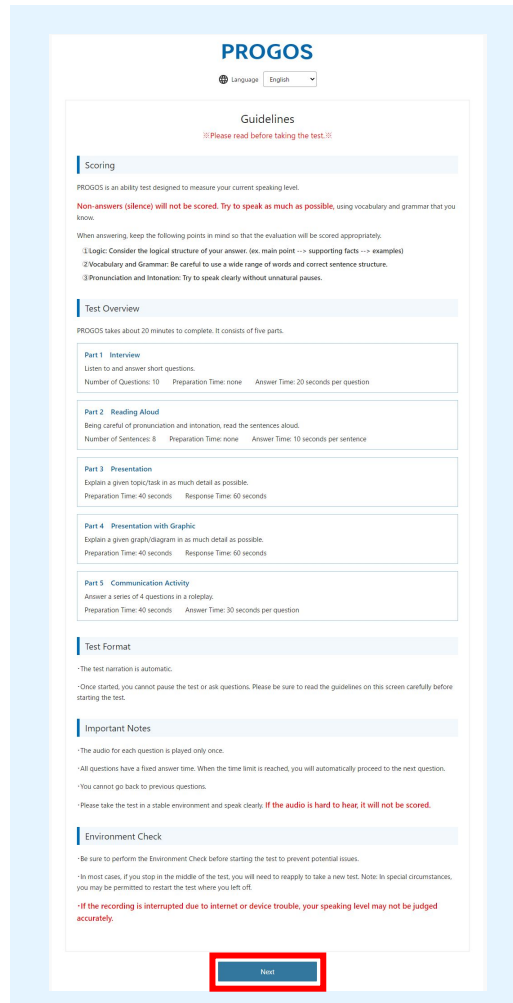 PROGOS
Language English
Guidelines
※Please read before taking the test.※
Scoring
PROGOS is an ability test designed to measure your current speaking level.
Non-answers (silence) will not be scored. Try to speak as much as possible, using vocabulary and grammar that you
know.
When answering, keep the following points in mind so that the evaluation will be scored appropriately.
①Logic: Consider the logical structure of your answer. (ex. main point --> supporting facts --> examples)
②Vocabulary and Grammar: Be careful to use a wide range of words and correct sentence structure.
③Pronunciation and Intonation: Try to speak clearly without unnatural pauses.
Test Overview
PROGOS takes about 20 minutes to complete. It consists of five parts.
Part 1 Interview
Listen to and answer short questions.
Number of Questions: 10 Preparation Time: none Answer Time: 20 seconds per question
Part 2 Reading Aloud
Being careful of pronunciation and intonation, read the sentences aloud.
Number of Sentences: 8 Preparation Time: none Answer Time: 10 seconds per sentence
Part 3 Presentation
Explain a given topic/task in as much detail as possible.
Preparation Time: 40 seconds Response Time: 60 seconds
Part 4 Presentation with Graphic
Explain a given graph/diagram in as much detail as possible.
Preparation Time: 40 seconds Response Time: 60 seconds
Part 5 Communication Activity
Answer a series of 4 questions in a roleplay.
Preparation Time: 40 seconds Answer Time: 30 seconds per question
Test Format
・The test narration is automatic.
・Once started, you cannot pause the test or ask questions. Please be sure to read the guidelines on this screen carefully before
starting the test.
Important Notes
・The audio for each question is played only once.
・All questions have a fixed answer time. When the time limit is reached, you will automatically proceed to the next question.
・You cannot go back to previous questions.
・Please take the test in a stable environment and speak clearly. If the audio is hard to hear, it will not be scored.
Environment Check
・Be sure to perform the Environment Check before starting the test to prevent potential issues.
・In most cases, if you stop in the middle of the test, you will need to reapply to take a new test. Note: In special circumstances,
you may be permitted to restart the test where you left off.
・If the recording is interrupted due to internet or device trouble, your speaking level may not be judged
accurately.
Next